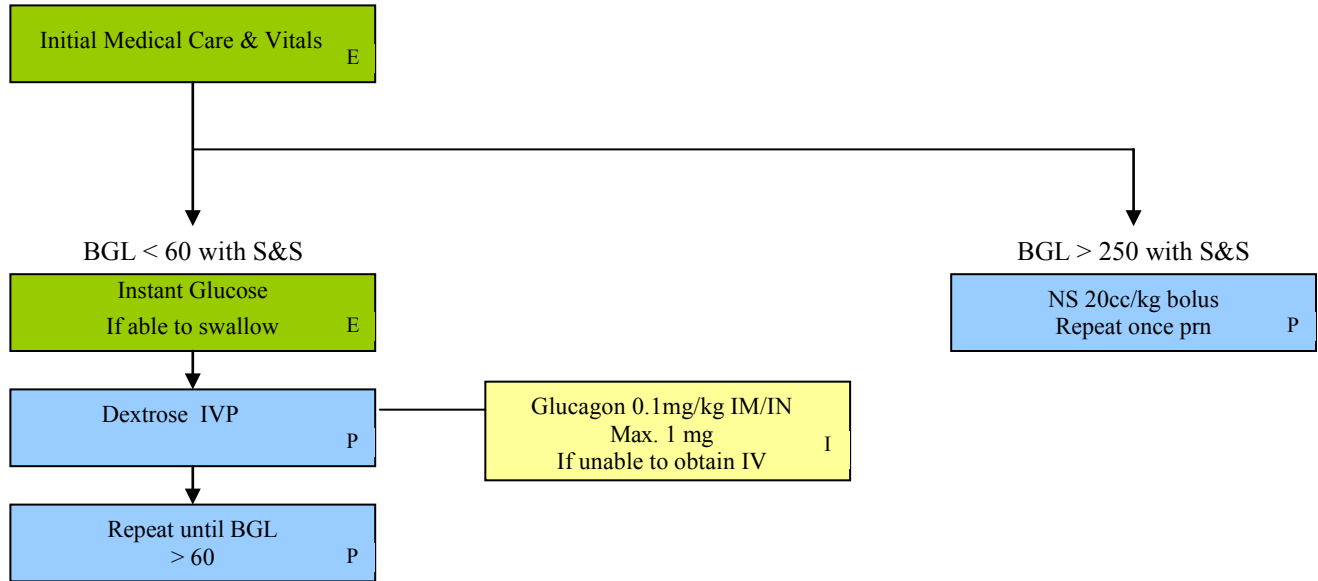 Initial Medical Care & Vitals
E
BGL < 60 with S&S
Instant Glucose
If able to swallow
E
Dextrose IVP
P
Glucagon 0.1mg/kg IM/IN
Max. 1 mg
If unable to obtain IV
I
Repeat until BGL
> 60
P
BGL > 250 with S&S
NS 20cc/kg bolus
Repeat once prn
P